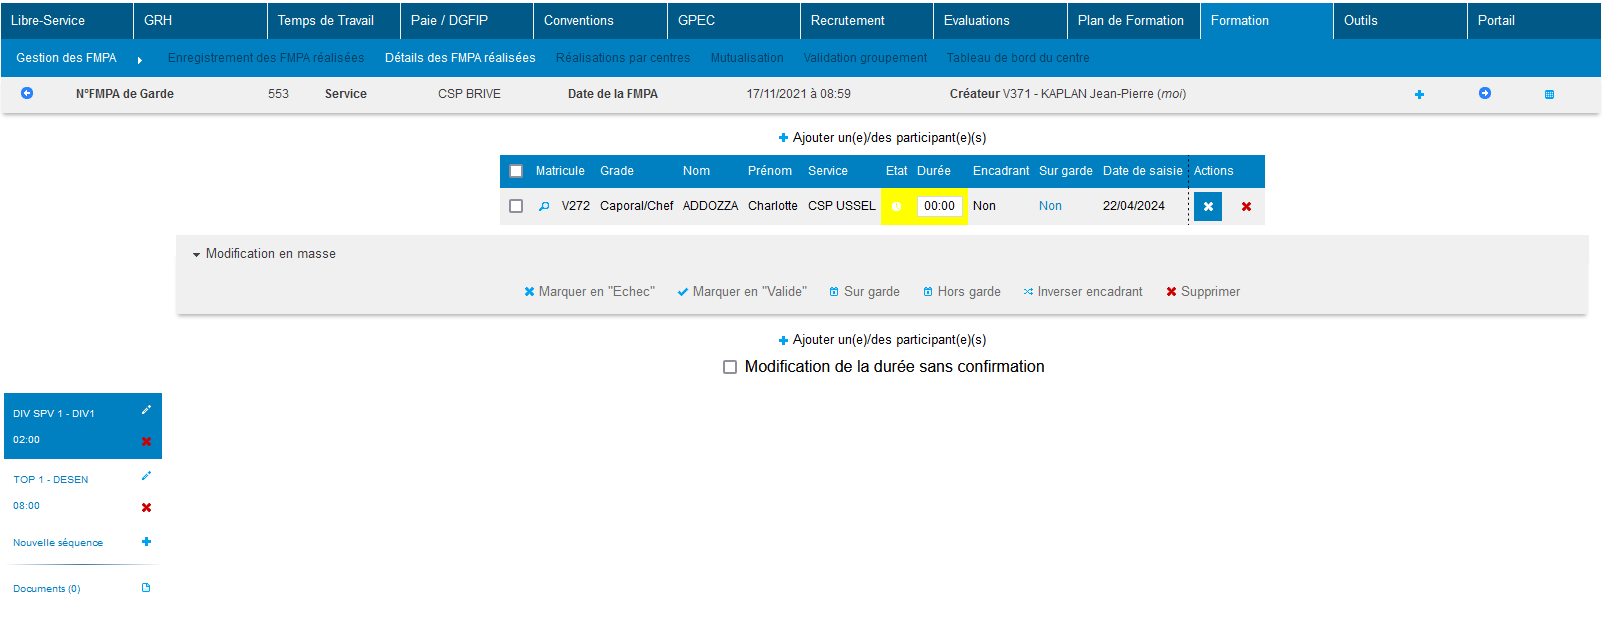 Libre-Service GRH Temps de Travail Paie / DGFIP Conventions GPEC Recrutement Evaluations Plan de Formation Formation Outils Portail
Gestion des FMPA Enregistrement des FMPA réalisées Détails des FMPA réalisées Réalisations par centres Mutualisation Validation groupement Tableau de bord du centre
N°FMPA de Garde 553 Service CSP BRIVE Date de la FMPA 17/11/2021 à 08:59 Créateur V371 - KAPLAN Jean-Pierre (moi)
Ajouter un(e)/des participant(e)(s)
Matricule Grade Nom Prénom Service Etat Durée Encadrant Sur garde Date de saisie Actions
V272 Caporal/Chef ADDOZZA Charlotte CSP USSEL 00:00 Non Non 22/04/2024
Modification en masse
Marquer en "Echec" Marquer en "Valide" Sur garde Hors garde Inverser encadrant Supprimer
Ajouter un(e)/des participant(e)(s)
Modification de la durée sans confirmation
DIV SPV 1 - DIV1
02:00
TOP 1 - DESEN
08:00
Nouvelle séquence
Documents (0)